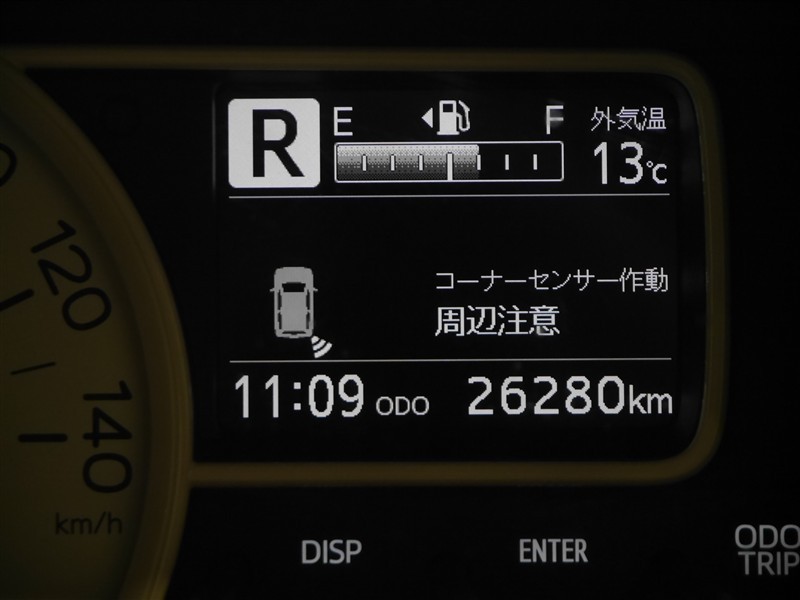 R
E F
外気温
13℃
コーナーセンサー作動
周辺注意
11:09 ODO 26280km
120
140
km/h
DISP
ENTER
ODO
TRIP